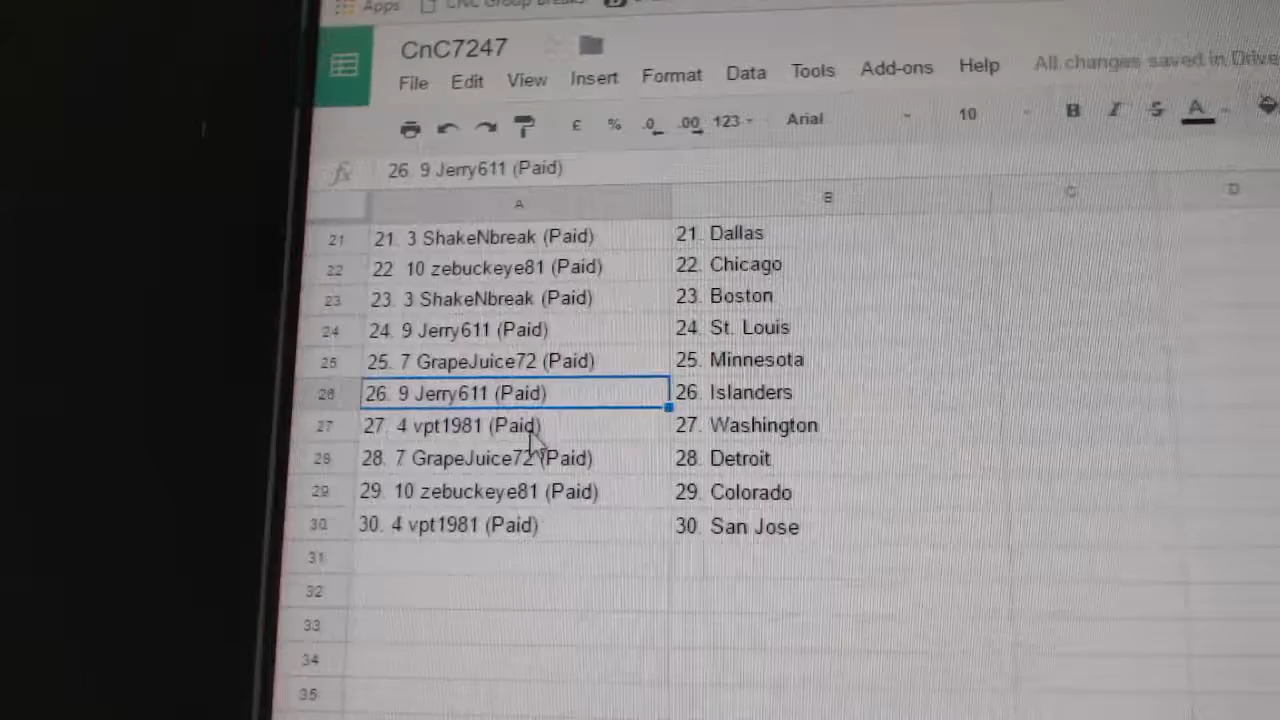 Apps CNC Group Breaks
CnC7247
File Edit View Insert Format Data Tools Add-ons Help All changes saved in Drive
£ % .0 .00 123 Arial 10 B I S A
fx 26. 9 Jerry611 (Paid)
A B C D
21 21. 3 ShakeNbreak (Paid) 21. Dallas
22 22 10 zebuckeye81 (Paid) 22. Chicago
23 23. 3 ShakeNbreak (Paid) 23. Boston
24 24. 9 Jerry611 (Paid) 24. St. Louis
25 25. 7 GrapeJuice72 (Paid) 25. Minnesota
26 26. 9 Jerry611 (Paid) 26. Islanders
27 27. 4 vpt1981 (Paid) 27. Washington
28 28. 7 GrapeJuice72 (Paid) 28. Detroit
29 29. 10 zebuckeye81 (Paid) 29. Colorado
30 30. 4 vpt1981 (Paid) 30. San Jose
31
32
33
34
35